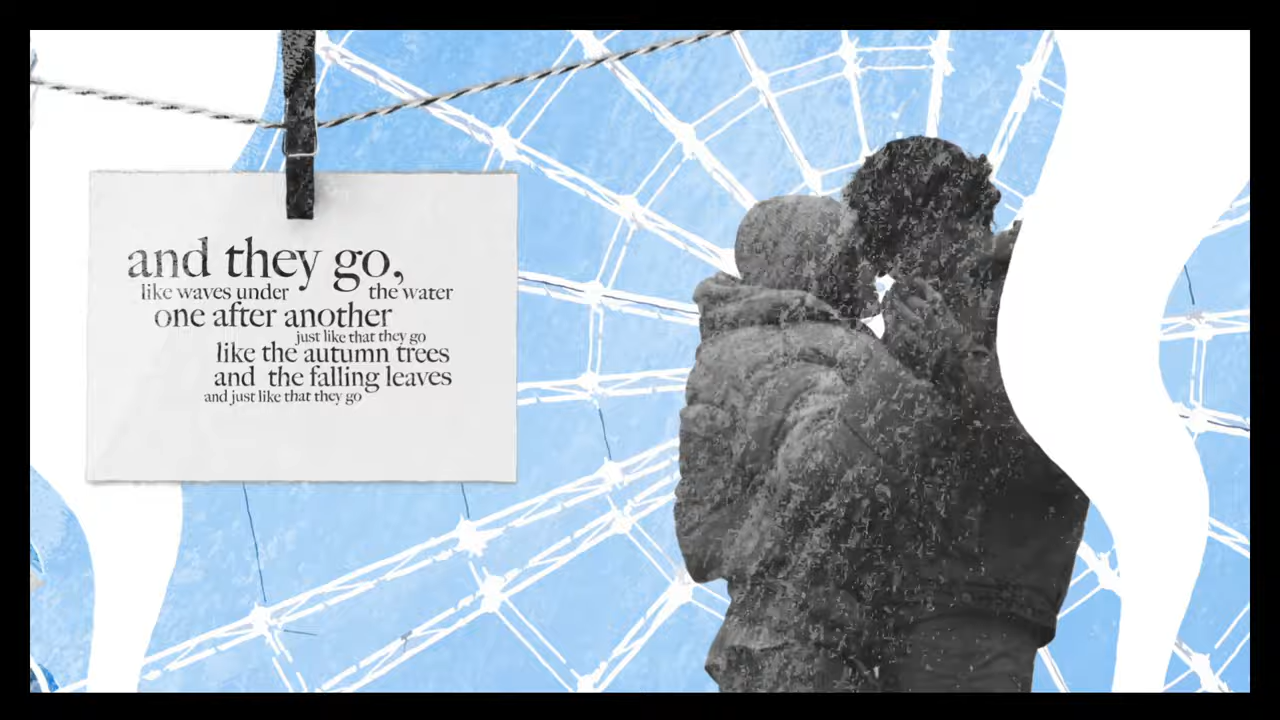 and they go,
like waves under the water
one after another
just like that they go
like the autumn trees
and the falling leaves
and just like that they go